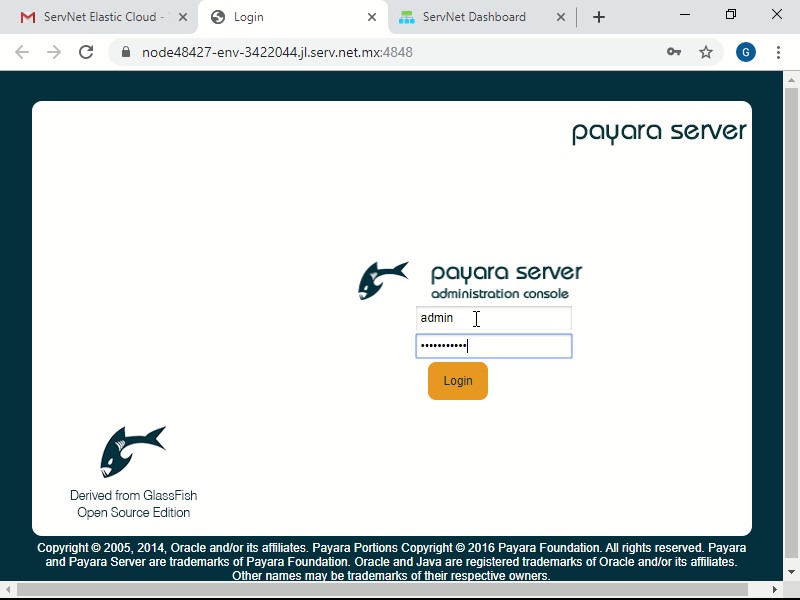 ServNet Elastic Cloud -
Login
ServNet Dashboard
node48427-env-3422044.jl.serv.net.mx:4848
G
payara server
payara server
administration console
admin
•••••••••••
Login
Derived from GlassFish
Open Source Edition
Copyright © 2005, 2014, Oracle and/or its affiliates. Payara Portions Copyright © 2016 Payara Foundation. All rights reserved. Payara
and Payara Server are trademarks of Payara Foundation. Oracle and Java are registered trademarks of Oracle and/or its affiliates.
Other names may be trademarks of their respective owners.